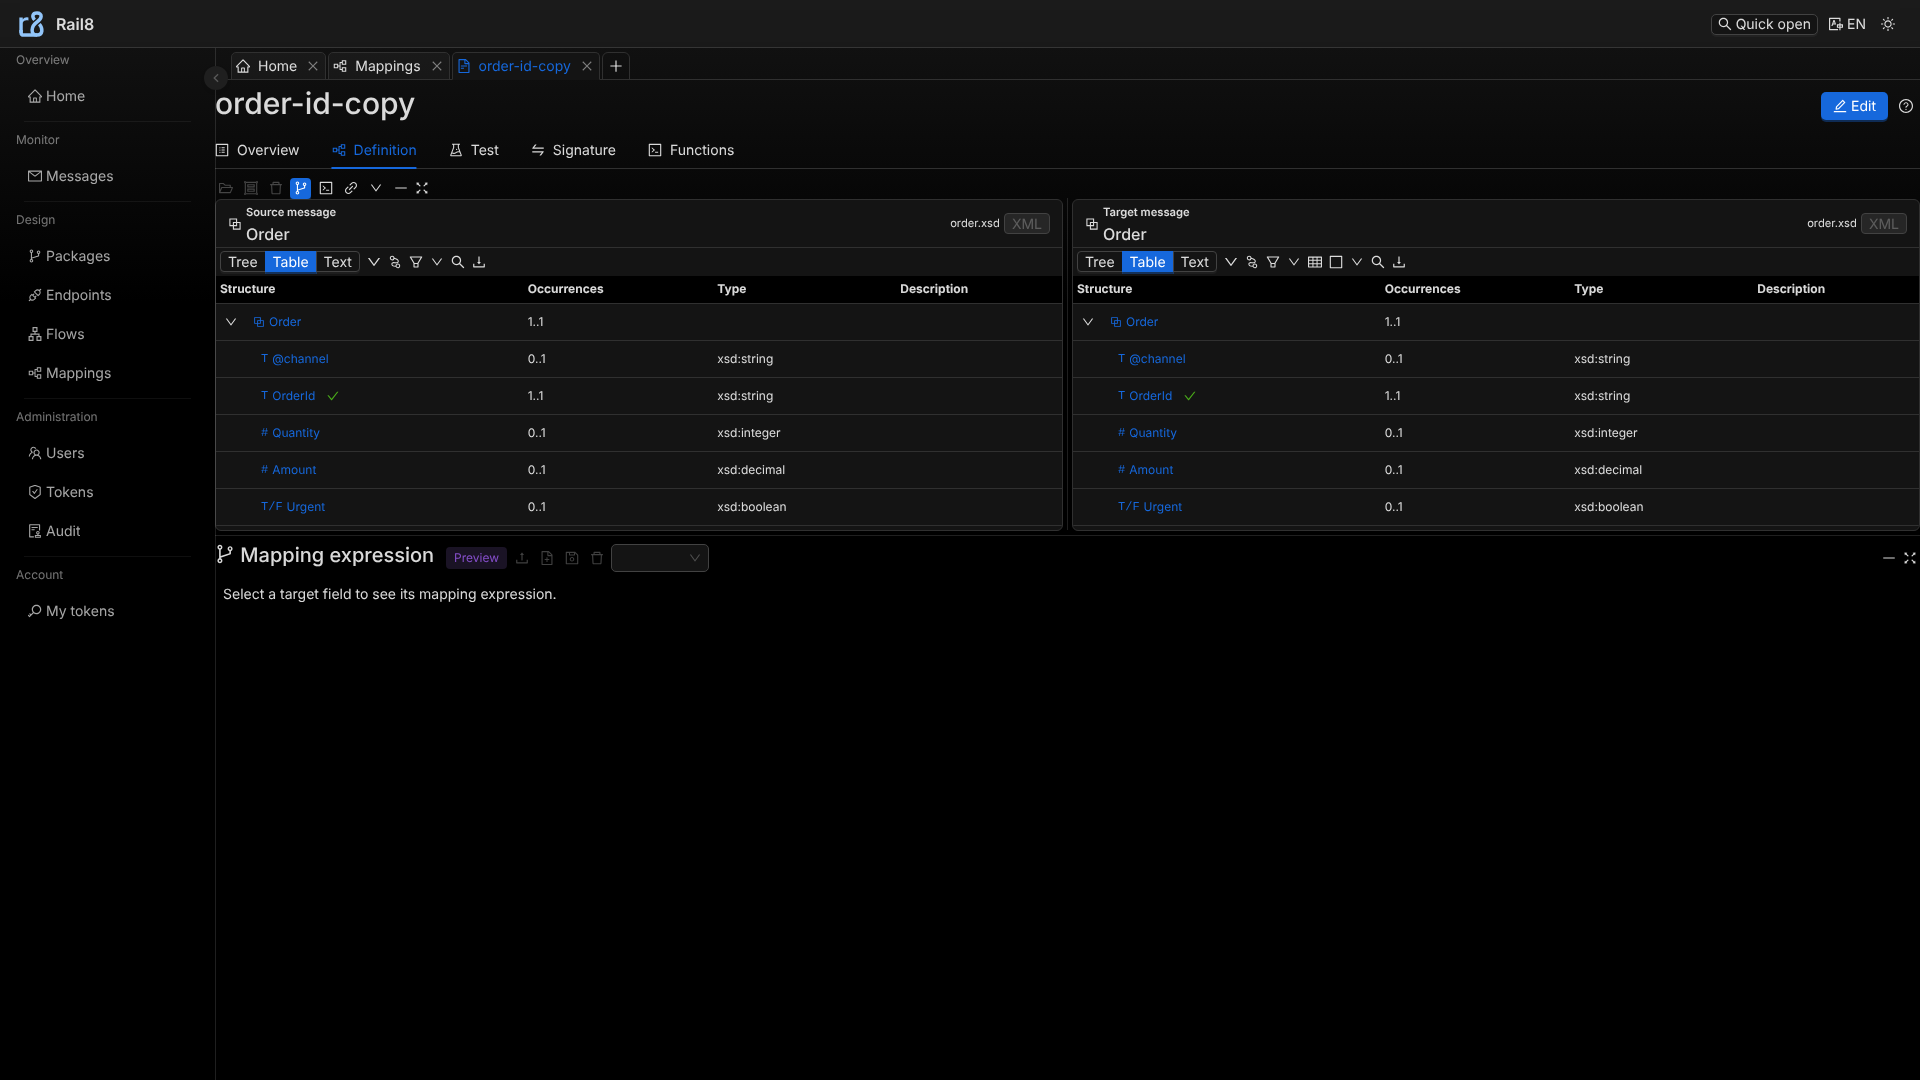 Rail8
Quick open
EN
Overview
Home
Monitor
Messages
Design
Packages
Endpoints
Flows
Mappings
Administration
Users
Tokens
Audit
Account
My tokens
Home
Mappings
order-id-copy
order-id-copy
Edit
Overview
Definition
Test
Signature
Functions
Source message
Order
order.xsd XML
Tree Table Text
Structure Occurrences Type Description
Order 1..1
T @channel 0..1 xsd:string
T OrderId 1..1 xsd:string
# Quantity 0..1 xsd:integer
# Amount 0..1 xsd:decimal
T/F Urgent 0..1 xsd:boolean
Target message
Order
order.xsd XML
Tree Table Text
Structure Occurrences Type Description
Order 1..1
T @channel 0..1 xsd:string
T OrderId 1..1 xsd:string
# Quantity 0..1 xsd:integer
# Amount 0..1 xsd:decimal
T/F Urgent 0..1 xsd:boolean
Mapping expression Preview
Select a target field to see its mapping expression.